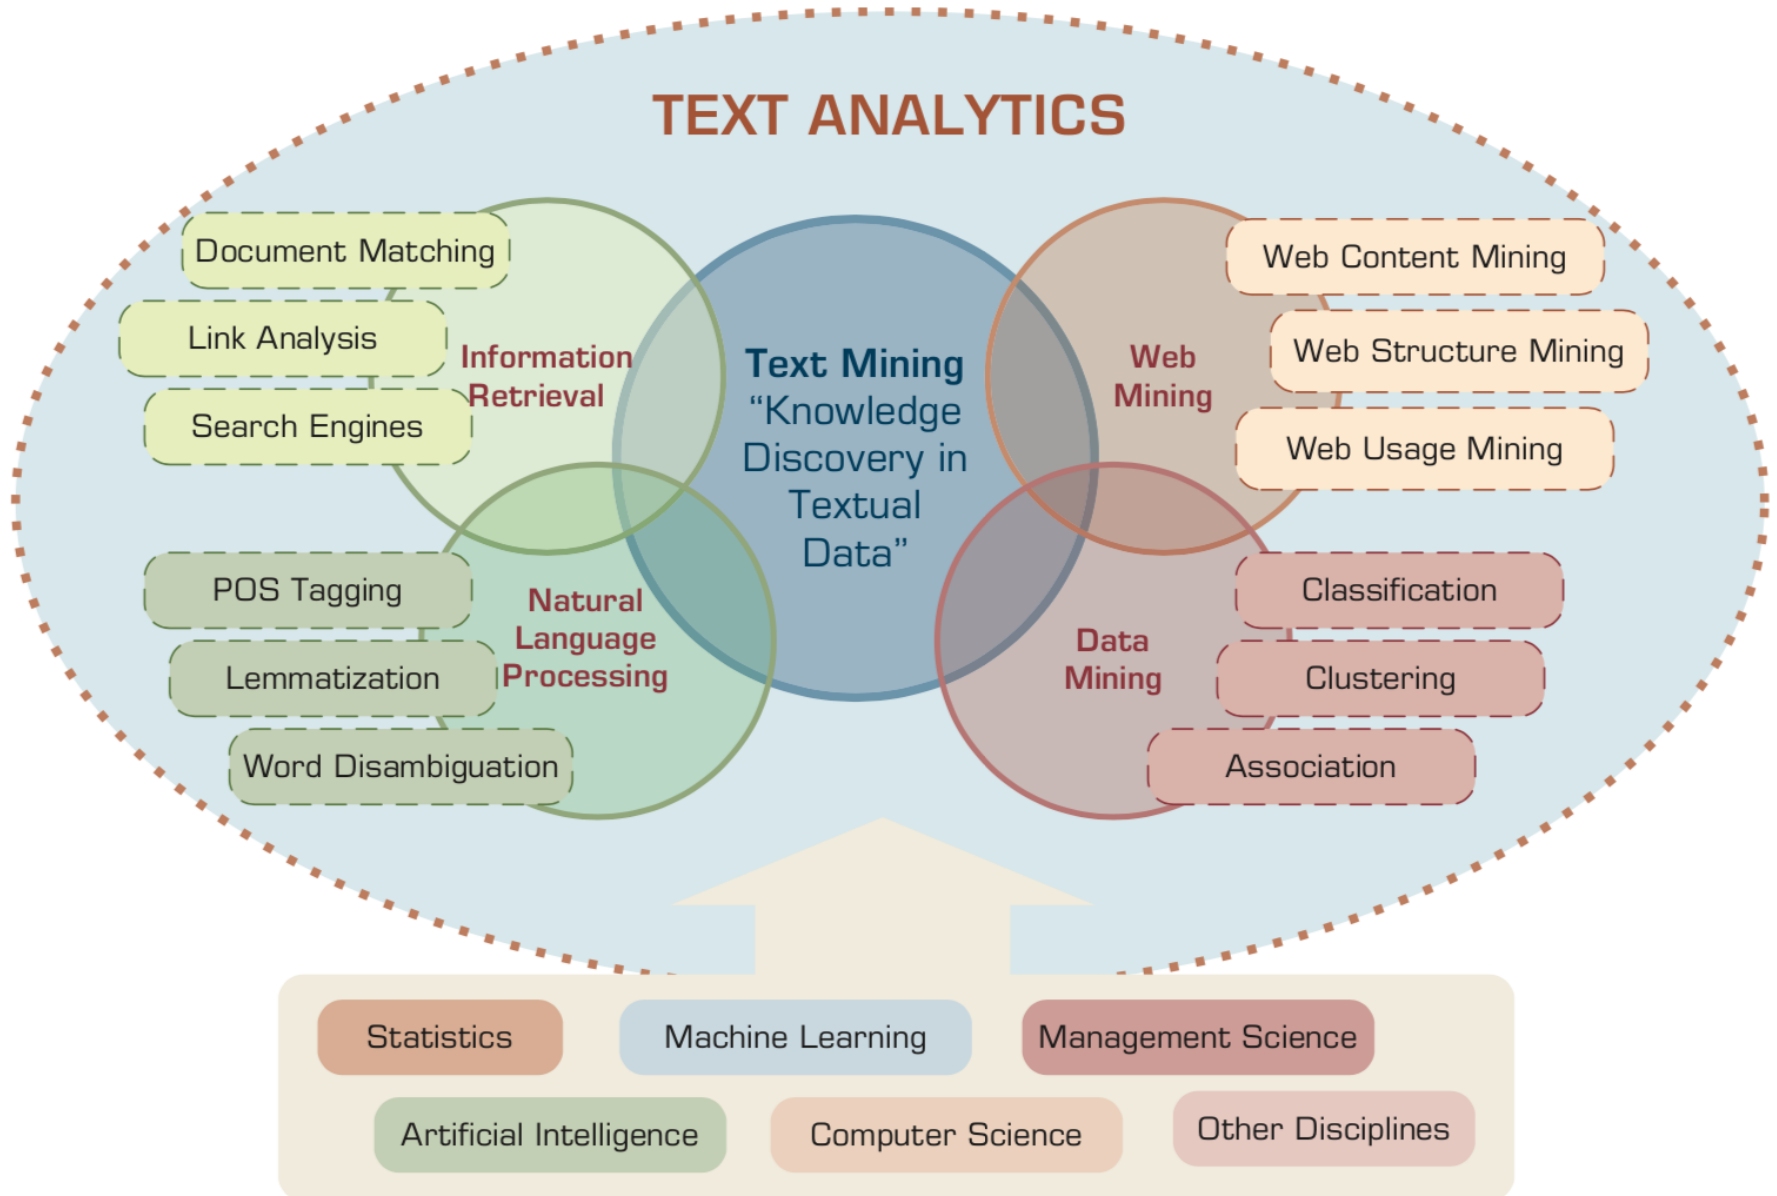 TEXT ANALYTICS
Document Matching
Link Analysis
Search Engines
Information
Retrieval
Text Mining
“Knowledge
Discovery in
Textual
Data”
Web
Mining
Web Content Mining
Web Structure Mining
Web Usage Mining
POS Tagging
Lemmatization
Word Disambiguation
Natural
Language
Processing
Data
Mining
Classification
Clustering
Association
Statistics
Machine Learning
Management Science
Artificial Intelligence
Computer Science
Other Disciplines